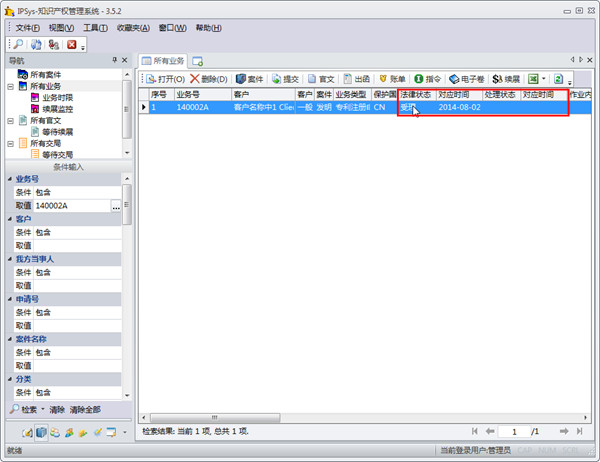 IPSys-知识产权管理系统 - 3.5.2
文件(F) 视图(V) 工具(T) 收藏夹(A) 窗口(W) 帮助(H)
导航
所有案件
所有业务
业务时限
续展监控
所有官文
等待续展
所有交局
等待交局
条件输入
业务号
条件 包含
取值 140002A ...
客户
条件 包含
取值
我方当事人
条件 包含
取值
申请号
条件 包含
取值
案件名称
条件 包含
取值
分类
条件 包含
取值
检索 清除 清除全部
所有业务
打开(O) 删除(D) 案件 提交 官文 出函 账单 指令 电子卷 续展
序号 业务号 客户 客户 案件 业务类型 保护国 法律状态 对应时间 处理状态 对应时间 作业内
1 140002A 客户名称中1 Clien 一般 发明 专利注册 CN 受理 2014-08-02
检索结果: 当前 1 项, 总共 1 项.
1 /1
就绪
当前登录用户:管理员 CAP NUM SCRL